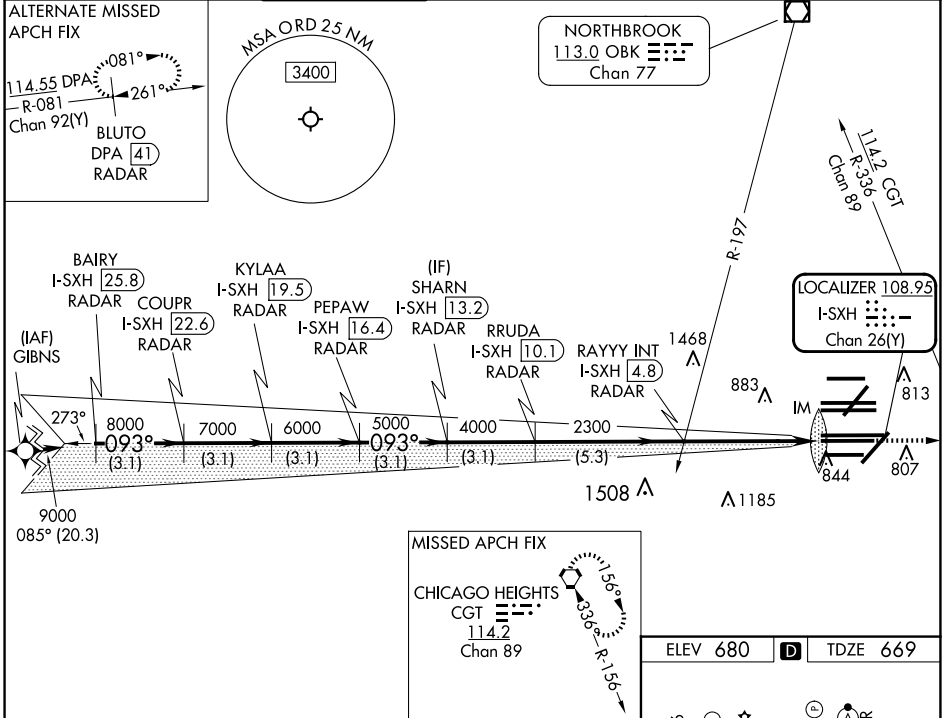 ALTERNATE MISSED
APCH FIX
081°
261°
114.55 DPA
R-081
Chan 92(Y)
BLUTO
DPA 41
RADAR
MSA ORD 25 NM
3400
NORTHBROOK
113.0 OBK
Chan 77
R-197
114.2 CGT
R-336
Chan 89
LOCALIZER 108.95
I-SXH
Chan 26(Y)
(IAF)
GIBNS
BAIRY
I-SXH 25.8
RADAR
COUPR
I-SXH 22.6
RADAR
KYLAA
I-SXH 19.5
RADAR
PEPAW
I-SXH 16.4
RADAR
(IF)
SHARN
I-SXH 13.2
RADAR
RRUDA
I-SXH 10.1
RADAR
RAYYY INT
I-SXH 4.8
RADAR
1468
883
813
IM
273°
8000
7000
6000
5000
4000
2300
093°
093°
(3.1)
(3.1)
(3.1)
(3.1)
(3.1)
(5.3)
844
807
1508
1185
9000
085° (20.3)
MISSED APCH FIX
CHICAGO HEIGHTS
CGT
114.2
Chan 89
156°
336°
R-156
ELEV 680 D TDZE 669
P
A